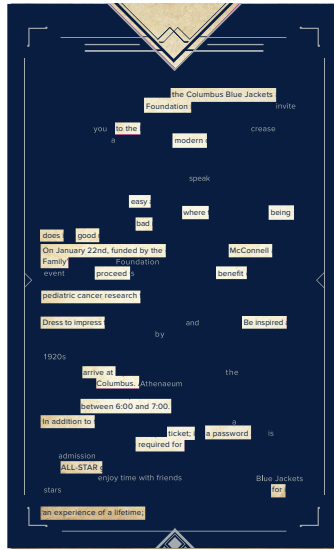 the Columbus Blue Jackets
Foundation invite
you to the crease
a modern
speak
easy
where being
bad
does good
On January 22nd, funded by the McConnell
Family Foundation
event proceeds benefit
pediatric cancer research
Dress to impress and Be inspired
by
1920s
arrive at the
Columbus. Athenaeum
between 6:00 and 7:00.
In addition to a
ticket; a password is
required for
admission
ALL-STAR
enjoy time with friends Blue Jackets
stars for
an experience of a lifetime;